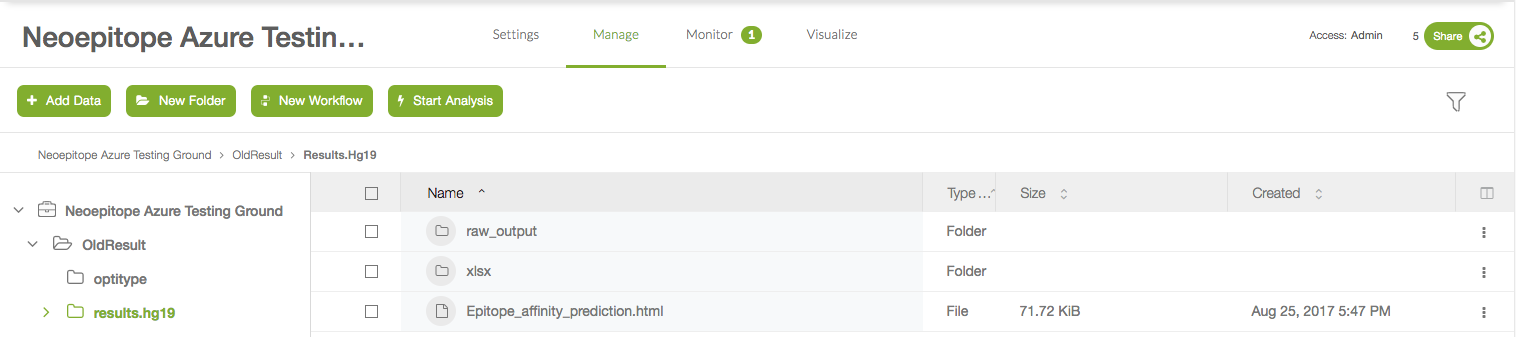 Neoepitope Azure Testin... Settings Manage Monitor 1 Visualize Access: Admin 5 Share
+ Add Data New Folder New Workflow Start Analysis
Neoepitope Azure Testing Ground > OldResult > Results.Hg19
Neoepitope Azure Testing Ground
OldResult
optitype
results.hg19
Name Type ... Size Created
raw_output Folder
xlsx Folder
Epitope_affinity_prediction.html File 71.72 KiB Aug 25, 2017 5:47 PM